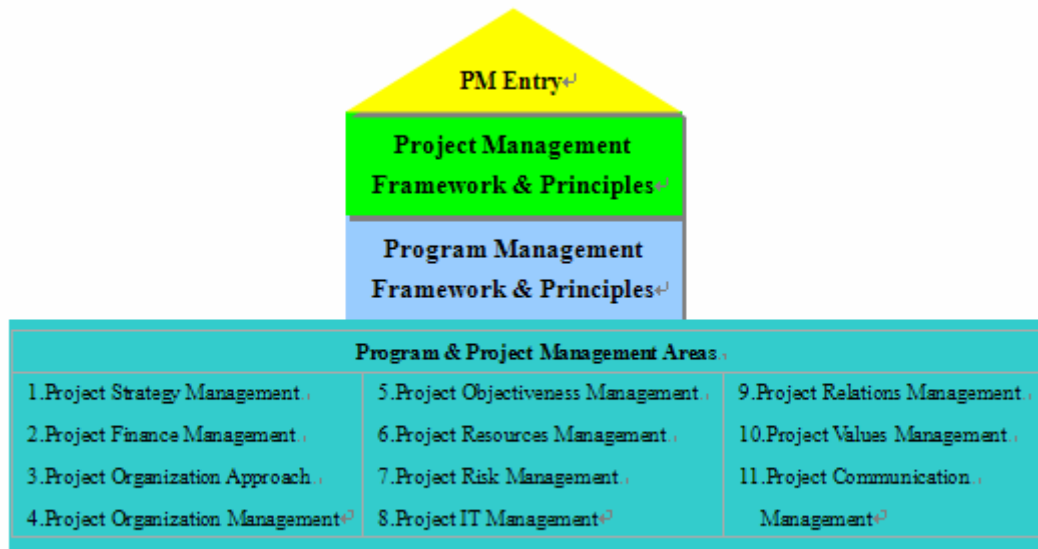 PM Entry
Project Management
Framework & Principles
Program Management
Framework & Principles
Program & Project Management Areas
1.Project Strategy Management
2.Project Finance Management
3.Project Organization Approach
4.Project Organization Management
5.Project Objectiveness Management
6.Project Resources Management
7.Project Risk Management
8.Project IT Management
9.Project Relations Management
10.Project Values Management
11.Project Communication
Management